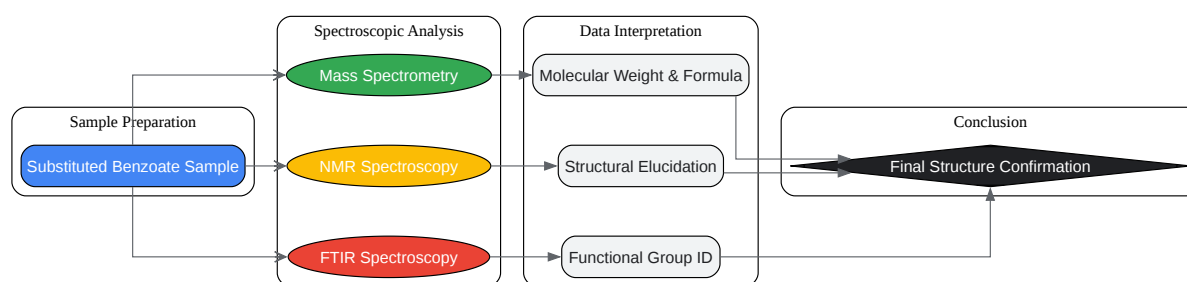 Spectroscopic Analysis
Data Interpretation
Mass Spectrometry
Molecular Weight & Formula
Sample Preparation
Conclusion
Substituted Benzoate Sample
NMR Spectroscopy
Structural Elucidation
Final Structure Confirmation
FTIR Spectroscopy
Functional Group ID